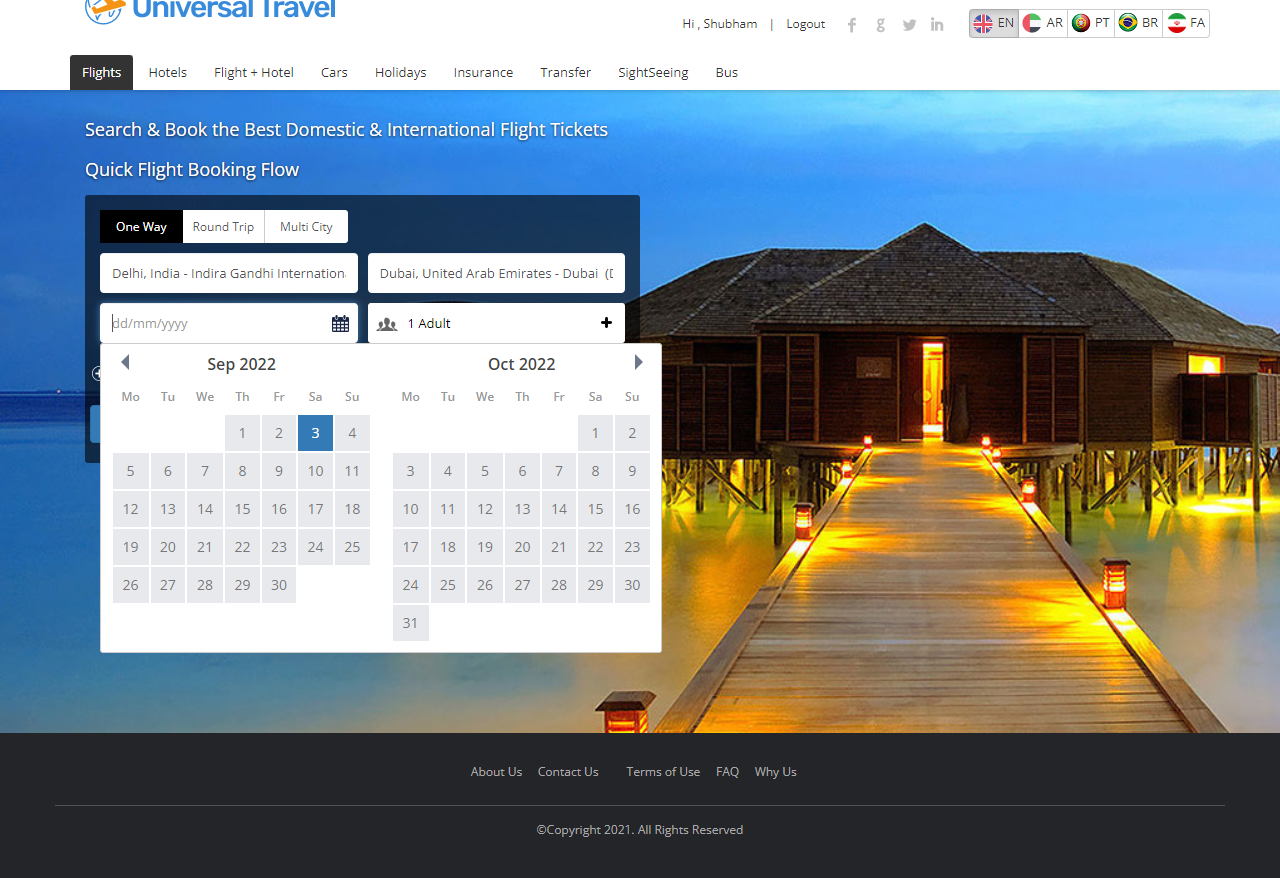 Universal Travel
Hi , Shubham | Logout
EN AR PT BR FA
Flights Hotels Flight + Hotel Cars Holidays Insurance Transfer SightSeeing Bus
Search & Book the Best Domestic & International Flight Tickets
Quick Flight Booking Flow
One Way Round Trip Multi City
Delhi, India - Indira Gandhi Internation
Dubai, United Arab Emirates - Dubai (D
dd/mm/yyyy
1 Adult
Sep 2022
Mo Tu We Th Fr Sa Su
1 2 3 4
5 6 7 8 9 10 11
12 13 14 15 16 17 18
19 20 21 22 23 24 25
26 27 28 29 30
Oct 2022
Mo Tu We Th Fr Sa Su
1 2
3 4 5 6 7 8 9
10 11 12 13 14 15 16
17 18 19 20 21 22 23
24 25 26 27 28 29 30
31
About Us Contact Us Terms of Use FAQ Why Us
©Copyright 2021. All Rights Reserved